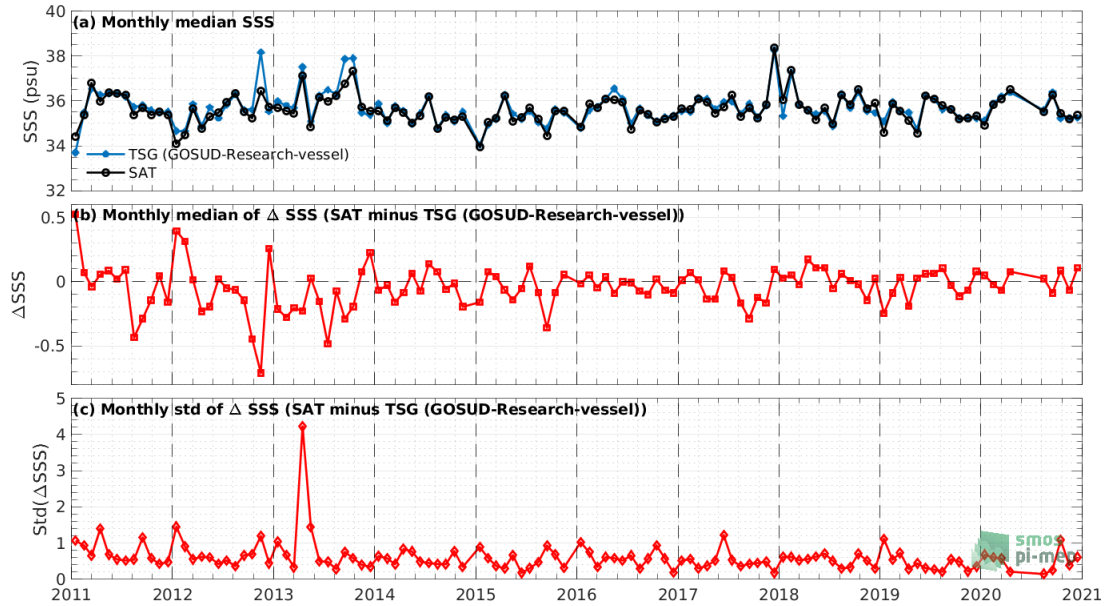 (a) Monthly median SSS
40
38
36
34
32
SSS (psu)
TSG (GOSUD-Research-vessel)
SAT
(b) Monthly median of Δ SSS (SAT minus TSG (GOSUD-Research-vessel))
0.5
0
-0.5
ΔSSS
(c) Monthly std of Δ SSS (SAT minus TSG (GOSUD-Research-vessel))
5
4
3
2
1
0
Std(ΔSSS)
smos
pi-mep
2011 2012 2013 2014 2015 2016 2017 2018 2019 2020 2021